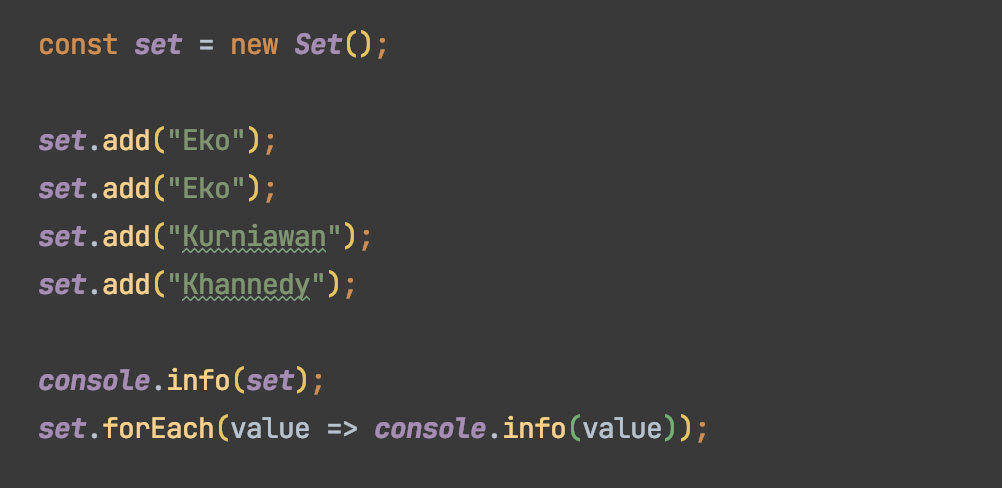 const set = new Set();
set.add("Eko");
set.add("Eko");
set.add("Kurniawan");
set.add("Khannedy");
console.info(set);
set.forEach(value => console.info(value));